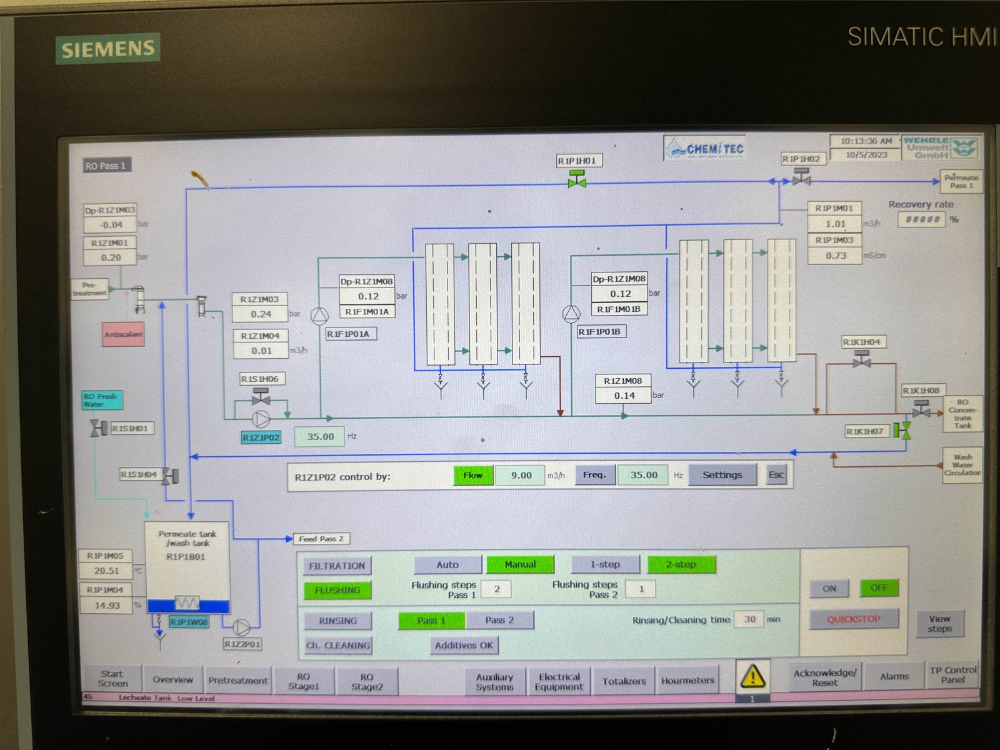 SIEMENS
SIMATIC HMI
RO Pass 1
R1P1H01
CHEMITEC
R1P1H02
10:13:36 AM
10/5/2023
WEHRLE
Umwelt
GmbH
Permeate
Pass 1
Dp-R1Z1M03
-0.04 bar
R1Z1M01
0.20 bar
R1P1M01
1.01 m3/h
R1P1M03
0.73 mS/cm
Recovery rate
##### %
Pre-
treatment
Antiscalant
R1Z1M03
0.24 bar
R1Z1M04
0.01 m3/h
R1S1H06
R1Z1P02
35.00 Hz
Dp-R1Z1M08
0.12 bar
R1F1M01A
R1F1P01A
Dp-R1Z1M08
0.12 bar
R1F1M01B
R1F1P01B
R1Z1M08
0.14 bar
R1K1H04
R1K1H08
RO
Concen-
trate
Tank
R1K1H07
Wash
Water
Circulation
RO Fresh
Water
R1S1H01
R1S1H04
R1Z1P02 control by:
Flow
9.00 m3/h
Freq.
35.00 Hz
Settings
Esc
Permeate tank
/wash tank
R1P1B01
Feed Pass 2
R1P1M05
20.51 °C
R1P1M04
14.93 %
R1P1W08
R1Z2P01
FILTRATION
Auto
Manual
1-step
2-step
FLUSHING
Flushing steps
Pass 1
2
Flushing steps
Pass 2
1
ON
OFF
RINSING
Pass 1
Pass 2
Rinsing/Cleaning time 30 min
QUICKSTOP
View
steps
Ch. CLEANING
Additives OK
Start
Screen
Overview
Pretreatment
RO
Stage1
RO
Stage2
Auxiliary
Systems
Electrical
Equipment
Totalizers
Hourmeters
1
Acknowledge/
Reset
Alarms
TP Control
Panel
45 Lecheate Tank Low Level